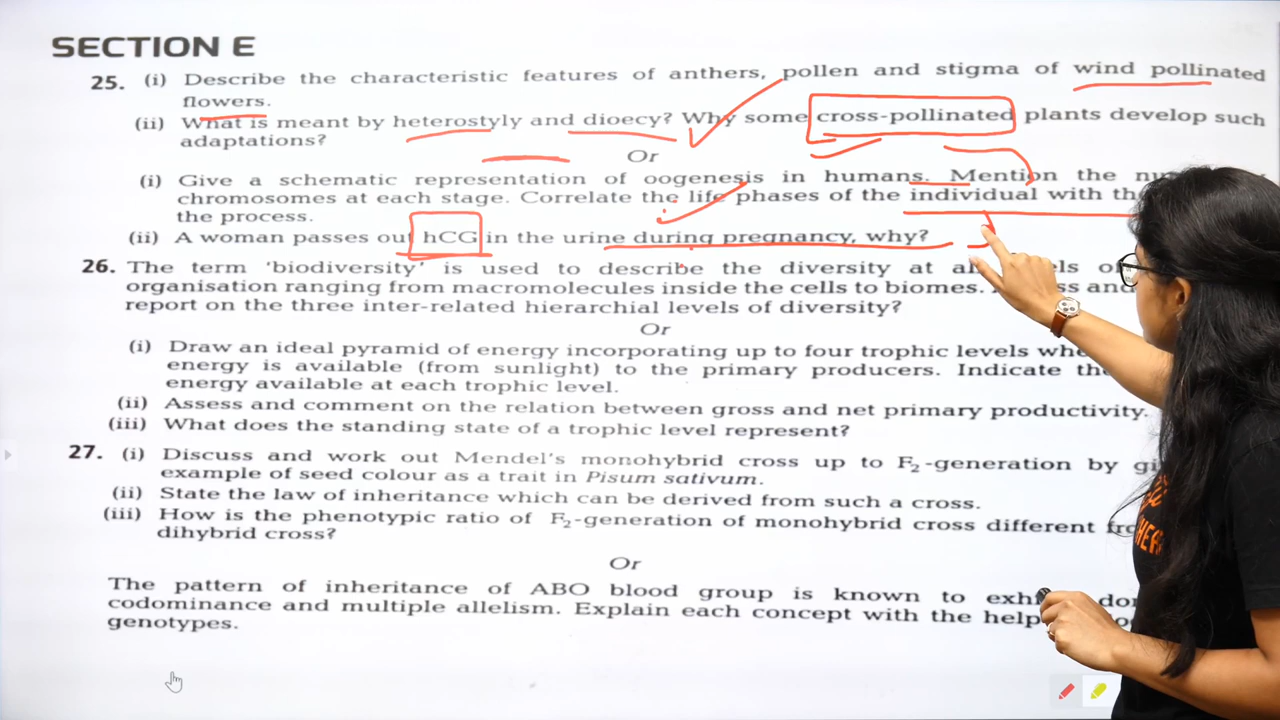 SECTION E
25. (i) Describe the characteristic features of anthers, pollen and stigma of wind pollinated
flowers.
(ii) What is meant by heterostyly and dioecy? Why some cross-pollinated plants develop such
adaptations?
Or
(i) Give a schematic representation of oogenesis in humans. Mention the
chromosomes at each stage. Correlate the life phases of the individual with
the process.
(ii) A woman passes out hCG in the urine during pregnancy, why?
26. The term 'biodiversity' is used to describe the diversity at
organisation ranging from macromolecules inside the cells to biomes. and
report on the three inter-related hierarchial levels of diversity?
Or
(i) Draw an ideal pyramid of energy incorporating up to four trophic levels
energy is available (from sunlight) to the primary producers. Indicate
energy available at each trophic level.
(ii) Assess and comment on the relation between gross and net primary productivity.
(iii) What does the standing state of a trophic level represent?
27. (i) Discuss and work out Mendel's monohybrid cross up to F₂-generation by
example of seed colour as a trait in Pisum sativum.
(ii) State the law of inheritance which can be derived from such a cross.
(iii) How is the phenotypic ratio of F₂-generation of monohybrid cross different
dihybrid cross?
Or
The pattern of inheritance of ABO blood group is known to
codominance and multiple allelism. Explain each concept with the help
genotypes.